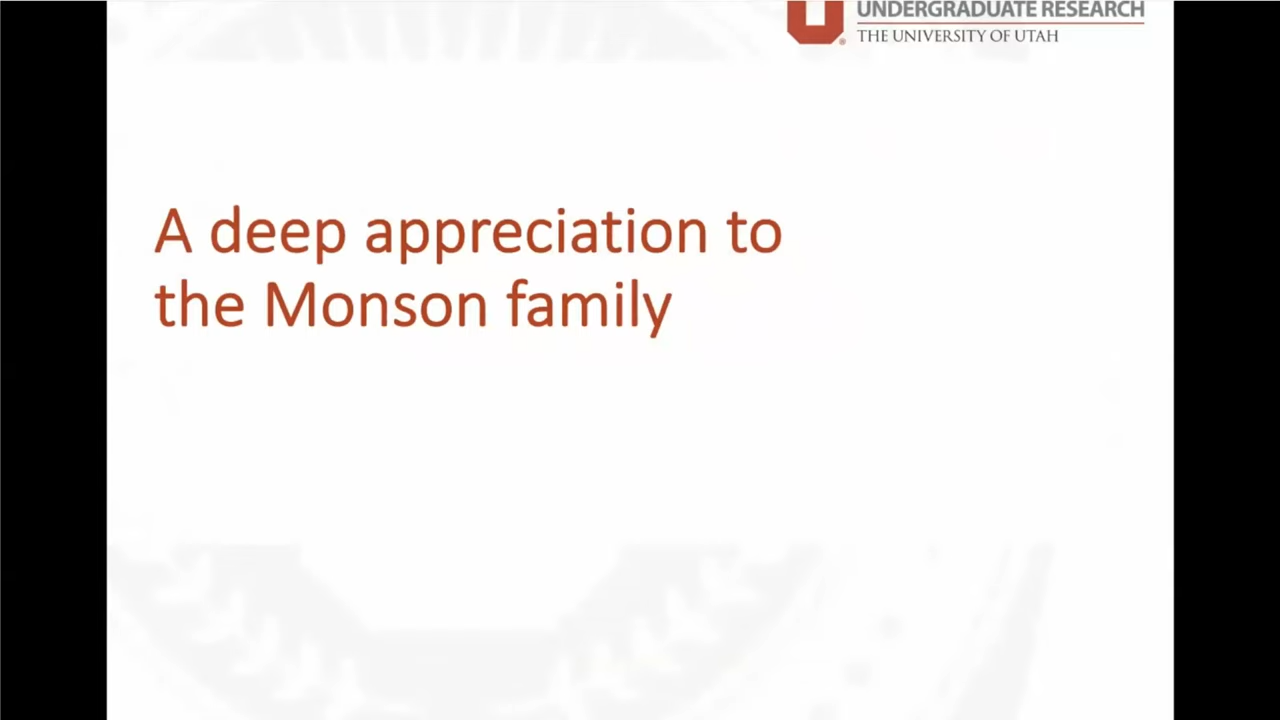 UNDERGRADUATE RESEARCH
THE UNIVERSITY OF UTAH
A deep appreciation to
the Monson family